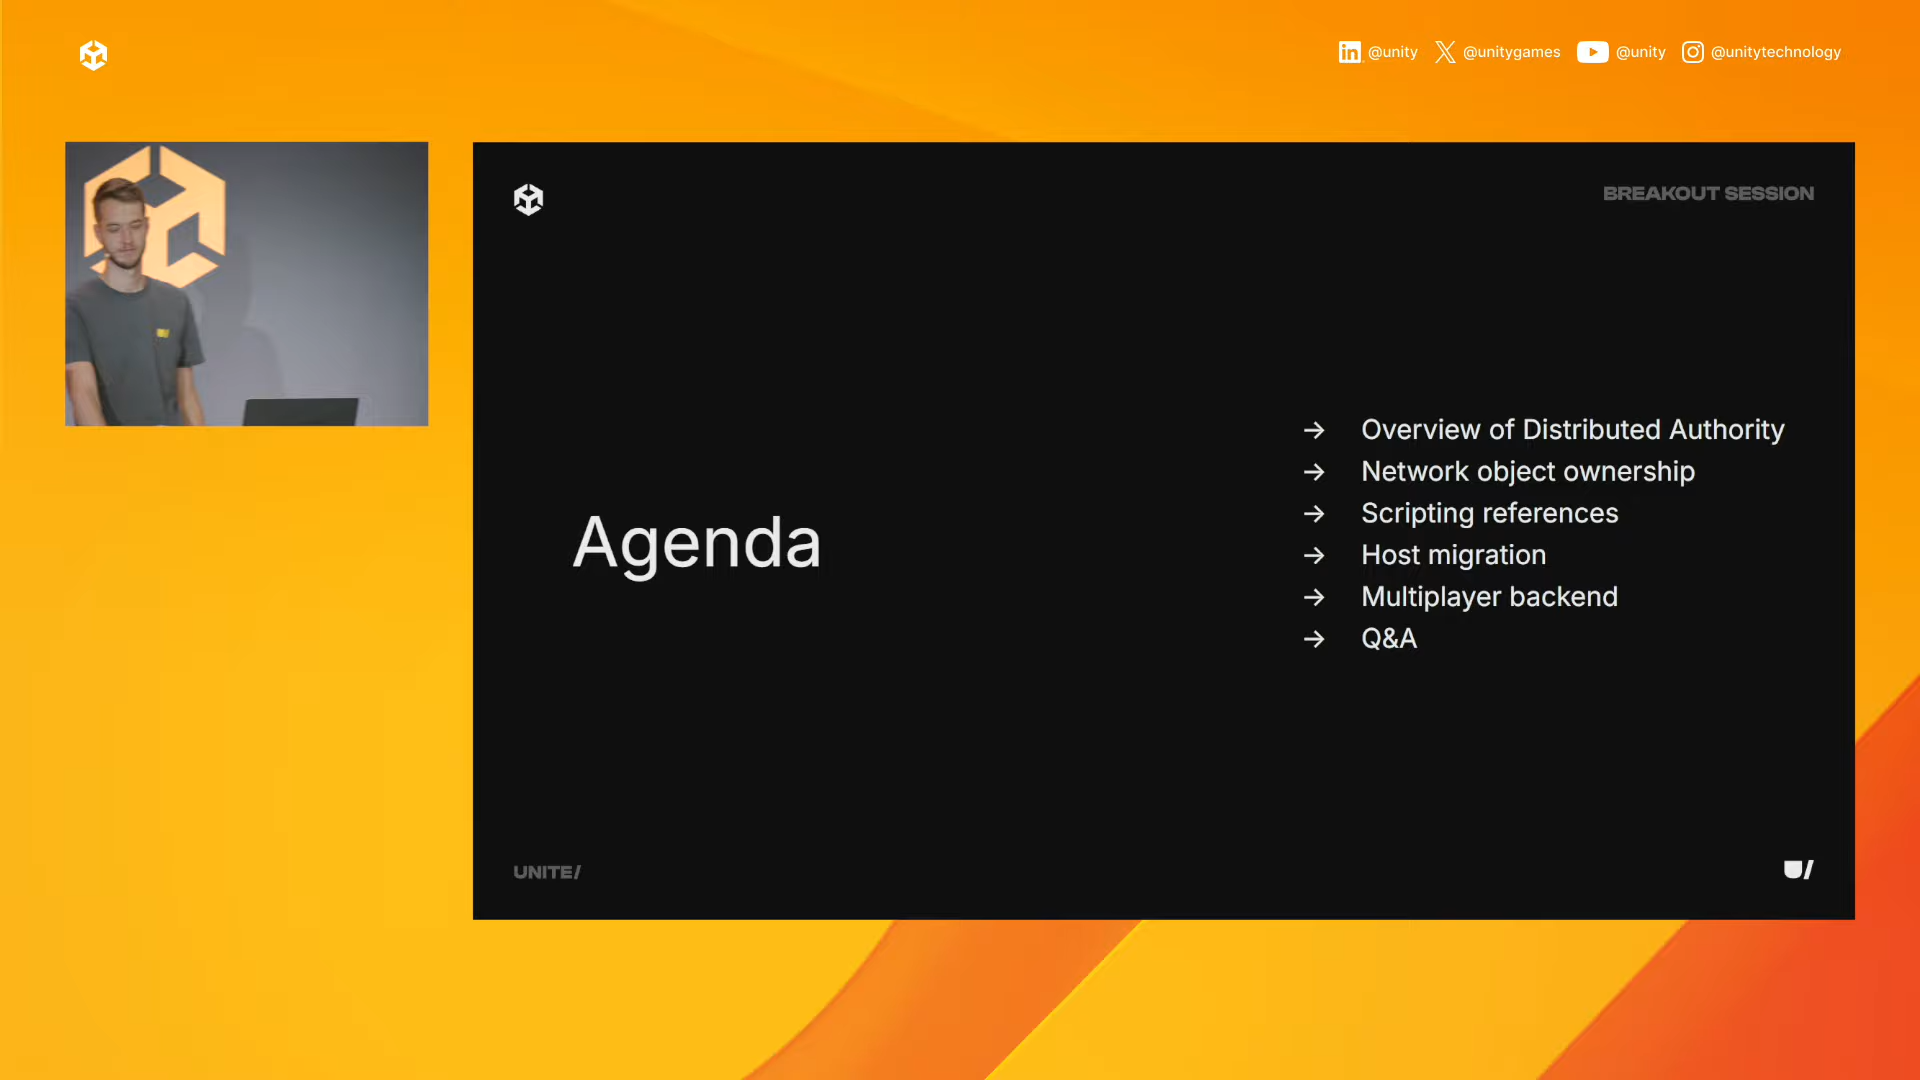 @unity @unitygames @unity @unitytechnology
BREAKOUT SESSION
Agenda
→ Overview of Distributed Authority
→ Network object ownership
→ Scripting references
→ Host migration
→ Multiplayer backend
→ Q&A
UNITE/
U/